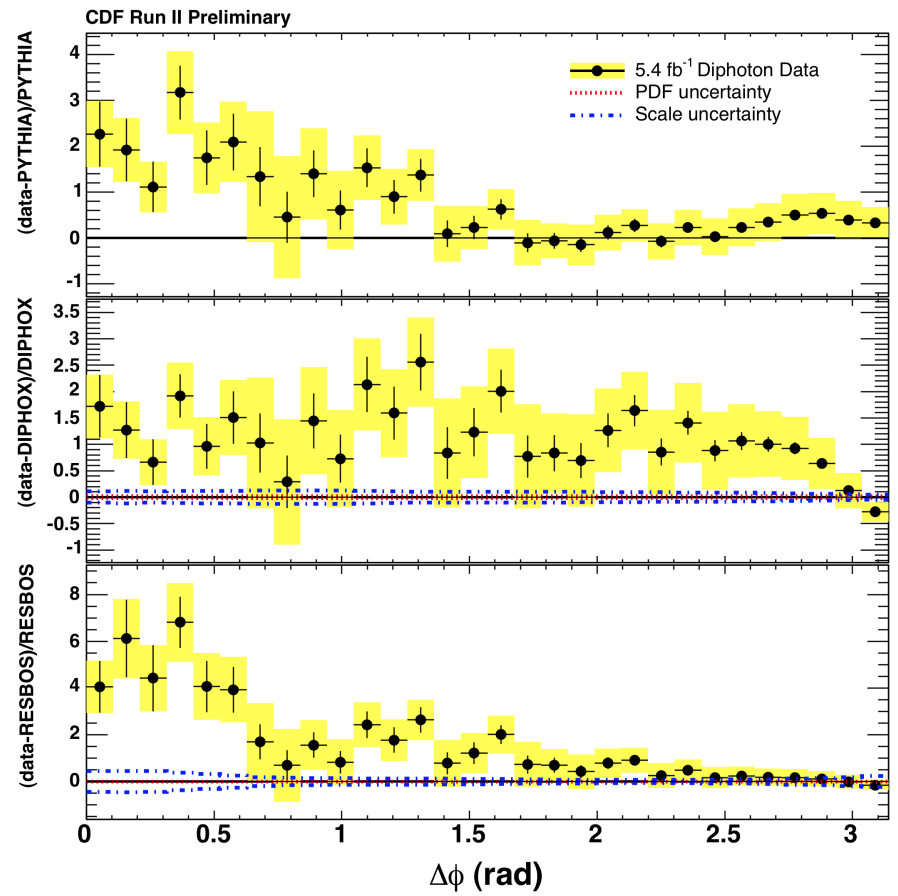 CDF Run II Preliminary
(data-PYTHIA)/PYTHIA
4
3
2
1
0
-1
5.4 fb⁻¹ Diphoton Data
PDF uncertainty
Scale uncertainty
(data-DIPHOX)/DIPHOX
3.5
3
2.5
2
1.5
1
0.5
0
-0.5
-1
(data-RESBOS)/RESBOS
8
6
4
2
0
0 0.5 1 1.5 2 2.5 3
Δϕ (rad)